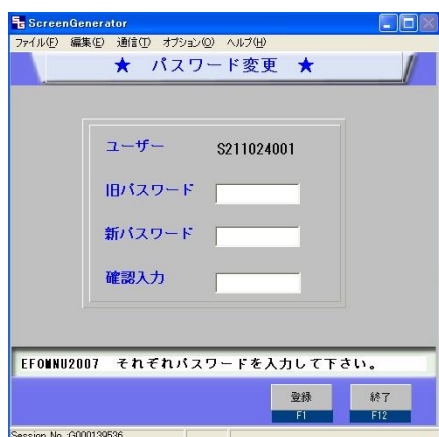 ScreenGenerator
ファイル(F) 編集(E) 通信(T) オプション(O) ヘルプ(H)
★ パスワード変更 ★
ユーザー S211024001
旧パスワード
新パスワード
確認入力
EFOMNU2007 それぞれパスワードを入力して下さい。
登録 終了
F1 F12
Session No :G000139536